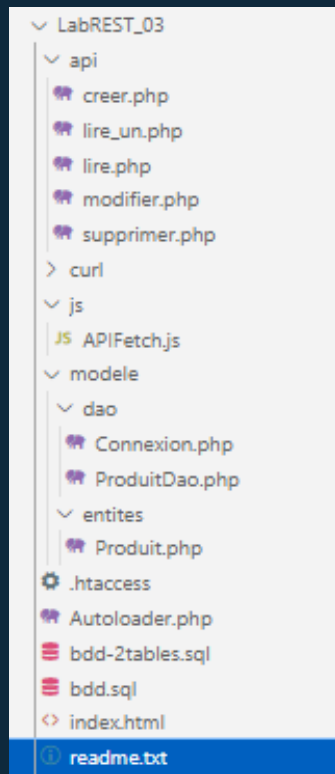 LabREST_03
api
creer.php
lire_un.php
lire.php
modifier.php
supprimer.php
curl
js
JS APIFetch.js
modele
dao
Connexion.php
ProduitDao.php
entites
Produit.php
.htaccess
Autoloader.php
bdd-2tables.sql
bdd.sql
index.html
readme.txt